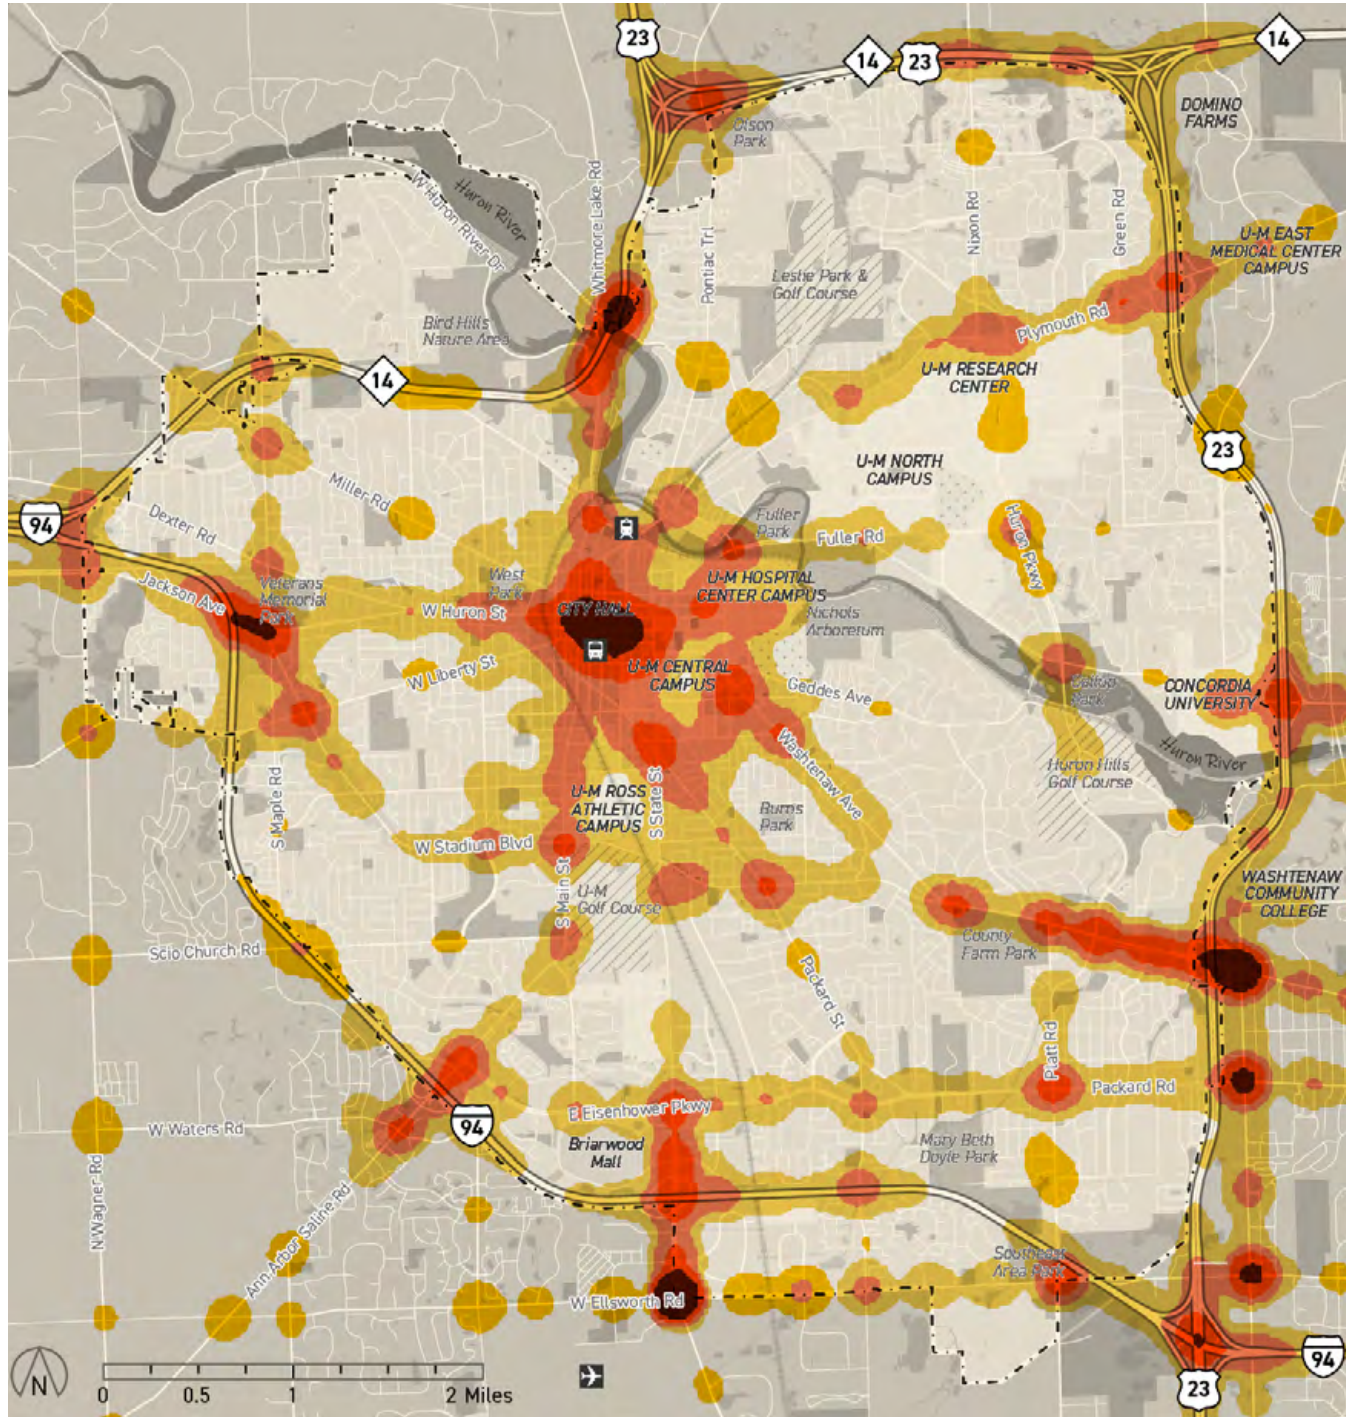 23
14
23
14
DOMINO
FARMS
Olson
Park
Huron River
W Huron River Dr
Whitmore Lake Rd
Pontiac Trl
Nixon Rd
Green Rd
U-M EAST
MEDICAL CENTER
CAMPUS
Leslie Park &
Golf Course
Bird Hills
Nature Area
Plymouth Rd
14
U-M RESEARCH
CENTER
23
U-M NORTH
CAMPUS
Miller Rd
94
Dexter Rd
Fuller
Park
Fuller Rd
Huron Pkwy
Jackson Ave
Veterans
Memorial
Park
West
Park
W Huron St
CITY HALL
U-M HOSPITAL
CENTER CAMPUS
Nichols
Arboretum
W Liberty St
U-M CENTRAL
CAMPUS
Geddes Ave
Gallup
Park
CONCORDIA
UNIVERSITY
Huron River
Washtenaw Ave
Huron Hills
Golf Course
S Maple Rd
U-M ROSS
ATHLETIC
CAMPUS
S State St
Burns
Park
W Stadium Blvd
S Main St
U-M
Golf Course
WASHTENAW
COMMUNITY
COLLEGE
County
Farm Park
Scio Church Rd
Packard St
Platt Rd
Packard Rd
E Eisenhower Pkwy
94
W Waters Rd
Briarwood
Mall
Mary Beth
Doyle Park
N Wagner Rd
Ann Arbor Saline Rd
Southeast
Area Park
W Ellsworth Rd
94
23
N
0 0.5 1 2 Miles